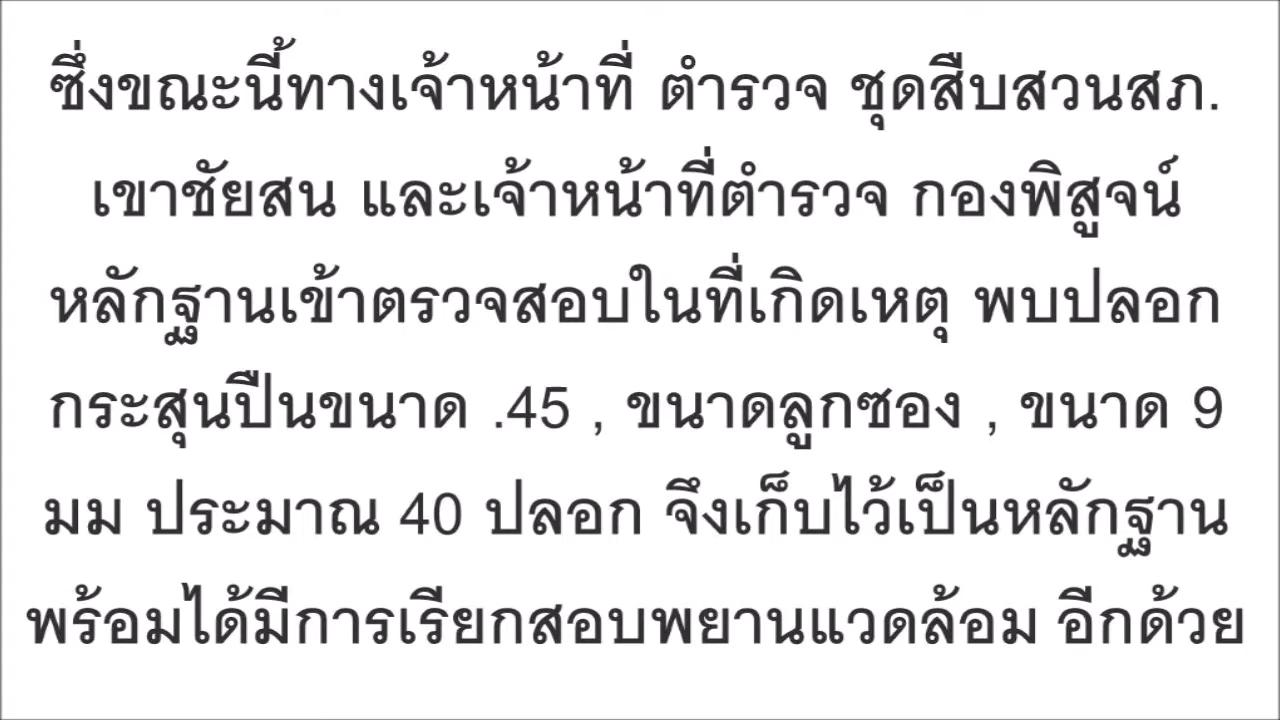 ซึ่งขณะนี้ทางเจ้าหน้าที่ ตำรวจ ชุดสืบสวนสภ.
เขาชัยสน และเจ้าหน้าที่ตำรวจ กองพิสูจน์
หลักฐานเข้าตรวจสอบในที่เกิดเหตุ พบปลอก
กระสุนปืนขนาด .45 , ขนาดลูกซอง , ขนาด 9
มม ประมาณ 40 ปลอก จึงเก็บไว้เป็นหลักฐาน
พร้อมได้มีการเรียกสอบพยานแวดล้อม อีกด้วย